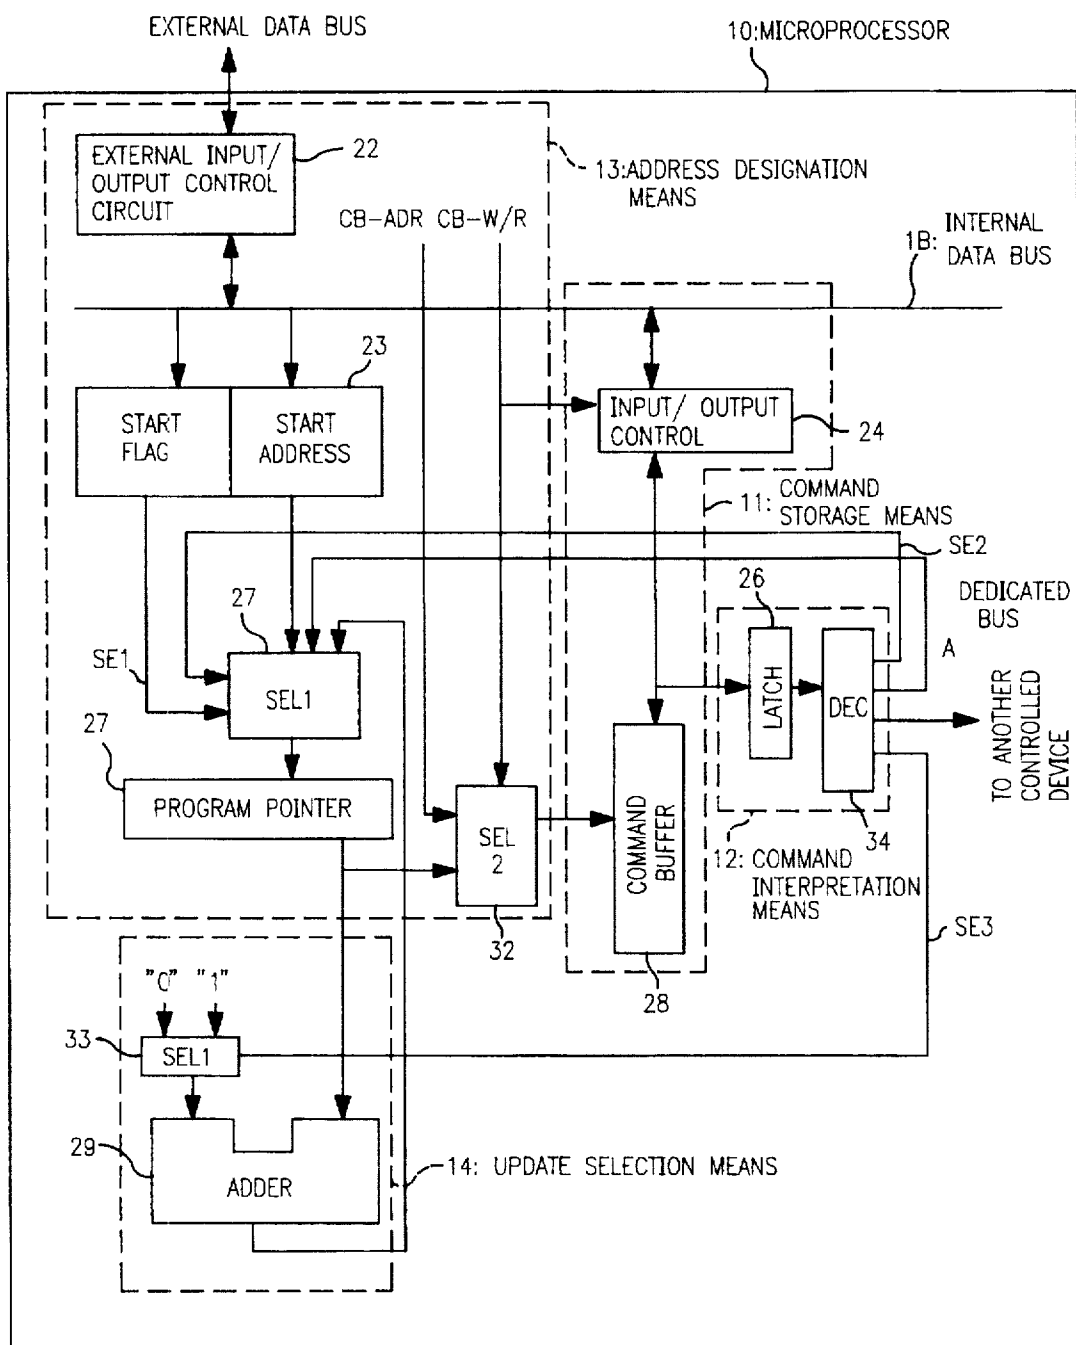 EXTERNAL DATA BUS
10:MICROPROCESSOR
EXTERNAL INPUT/
OUTPUT CONTROL
CIRCUIT
22
13:ADDRESS DESIGNATION
MEANS
CB-ADR CB-W/R
1B: INTERNAL
DATA BUS
23
START
FLAG
START
ADDRESS
INPUT/ OUTPUT
CONTROL
24
11: COMMAND
STORAGE MEANS
SE2
26
DEDICATED
BUS
27
SE1
A
SEL1
LATCH
DEC
TO ANOTHER
CONTROLLED
DEVICE
27
PROGRAM POINTER
SEL
2
COMMAND
BUFFER
34
12: COMMAND
INTERPRETATION
MEANS
32
SE3
28
"0" "1"
33
SEL1
29
ADDER
14: UPDATE SELECTION MEANS